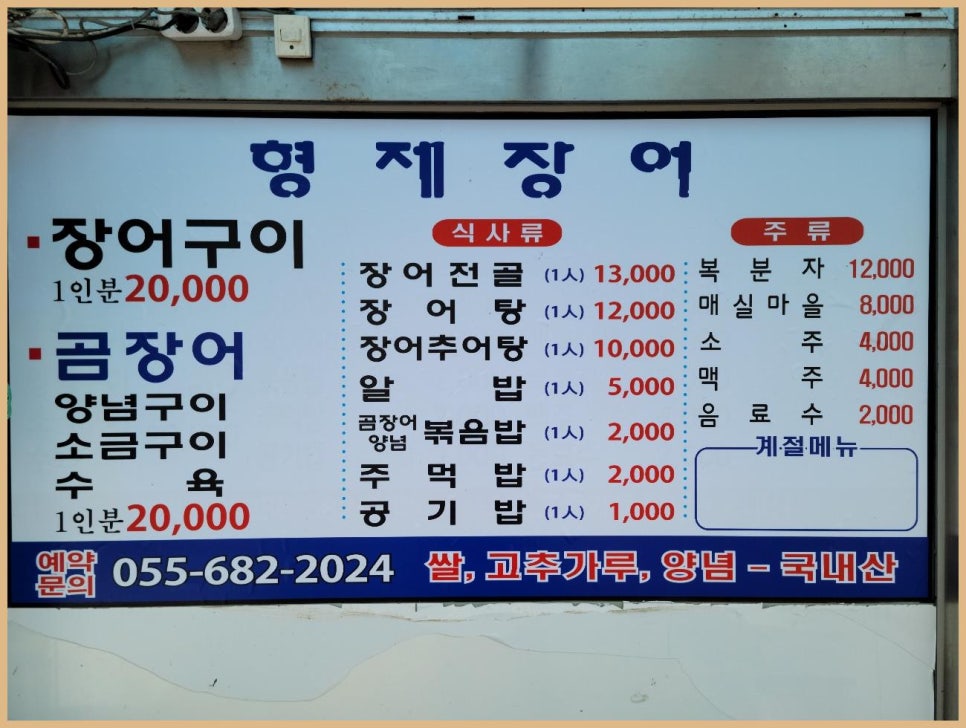 형제장어
· 장어구이
1인분 20,000
· 곰장어
양념구이
소금구이
수육
1인분 20,000
식사류
장어전골 (1人) 13,000
장어탕 (1人) 12,000
장어추어탕 (1人) 10,000
알밥 (1人) 5,000
곰장어양념 볶음밥 (1人) 2,000
주먹밥 (1人) 2,000
공기밥 (1人) 1,000
주류
복분자 12,000
매실마을 8,000
소주 4,000
맥주 4,000
음료수 2,000
계절메뉴
예약문의 055-682-2024 쌀, 고추가루, 양념 - 국내산